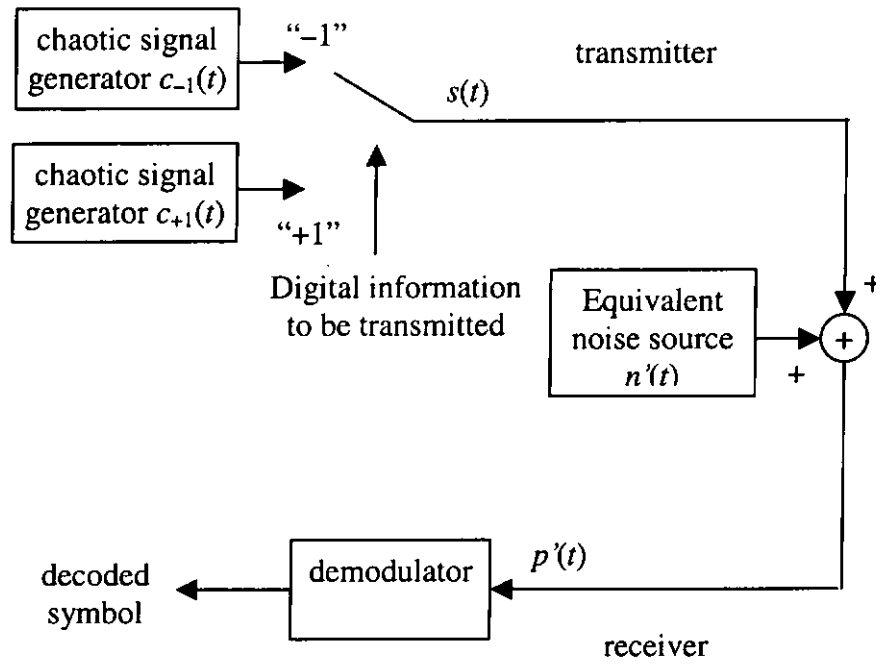 chaotic signal
generator c₋₁(t)
“–1”
transmitter
s(t)
chaotic signal
generator c₊₁(t)
“+1”
Digital information
to be transmitted
Equivalent
noise source
n’(t)
+
+
+
p’(t)
demodulator
decoded
symbol
receiver